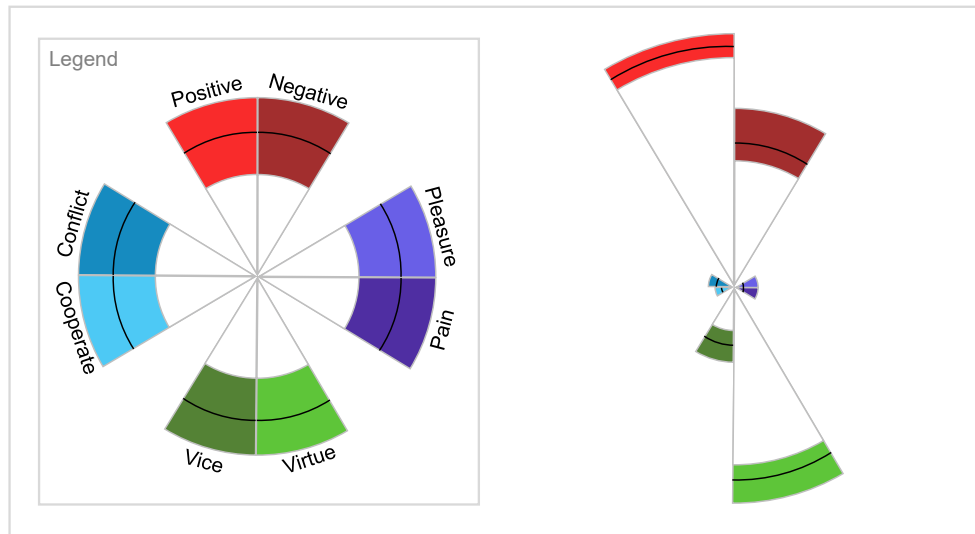 Legend
Positive
Negative
Conflict
Pleasure
Cooperate
Pain
Vice
Virtue